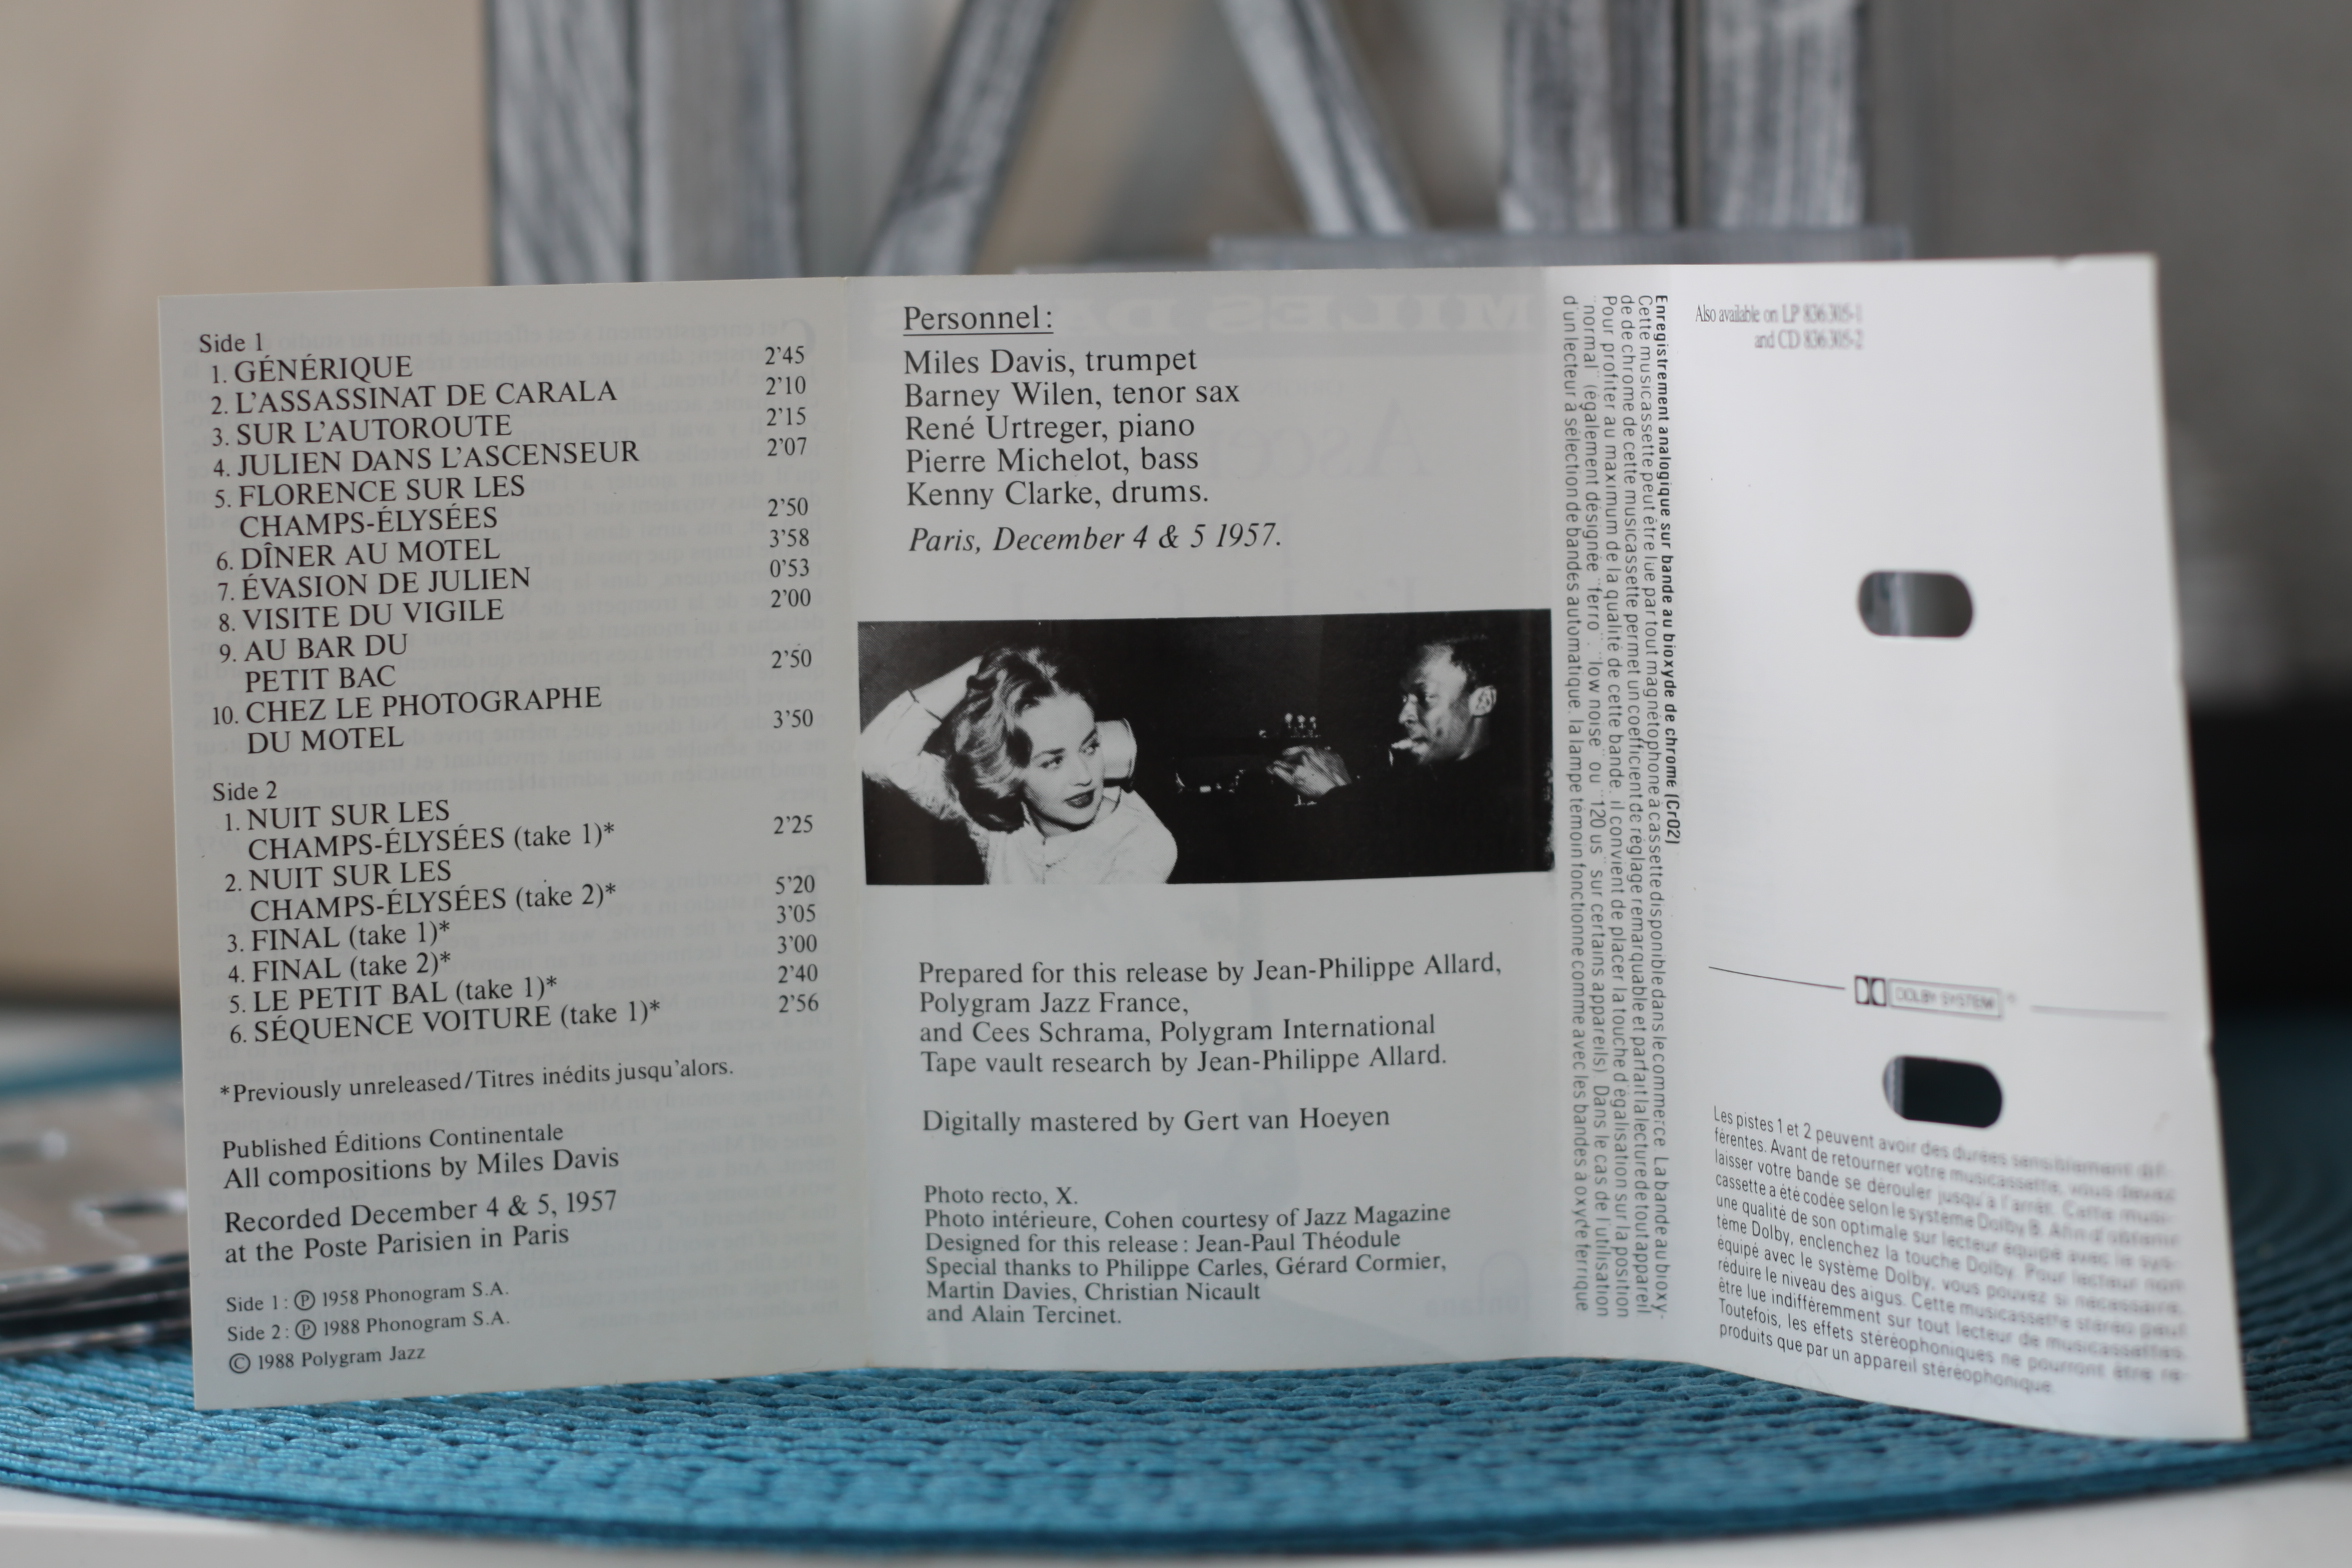 Side 1
1. GÉNÉRIQUE 2'45
2. L'ASSASSINAT DE CARALA 2'10
3. SUR L'AUTOROUTE 2'15
4. JULIEN DANS L'ASCENSEUR 2'07
5. FLORENCE SUR LES
CHAMPS-ÉLYSÉES 2'50
6. DÎNER AU MOTEL 3'58
7. ÉVASION DE JULIEN 0'53
8. VISITE DU VIGILE 2'00
9. AU BAR DU
PETIT BAC 2'50
10. CHEZ LE PHOTOGRAPHE
DU MOTEL 3'50
Side 2
1. NUIT SUR LES
CHAMPS-ÉLYSÉES (take 1)* 2'25
2. NUIT SUR LES
CHAMPS-ÉLYSÉES (take 2)* 5'20
3. FINAL (take 1)* 3'05
4. FINAL (take 2)* 3'00
5. LE PETIT BAL (take 1)* 2'40
6. SÉQUENCE VOITURE (take 1)* 2'56
*Previously unreleased/Titres inédits jusqu'alors.
Published Éditions Continentale
All compositions by Miles Davis
Recorded December 4 & 5, 1957
at the Poste Parisien in Paris
Side 1 : Ⓟ 1958 Phonogram S.A.
Side 2 : Ⓟ 1988 Phonogram S.A.
© 1988 Polygram Jazz
Personnel :
Miles Davis, trumpet
Barney Wilen, tenor sax
René Urtreger, piano
Pierre Michelot, bass
Kenny Clarke, drums.
Paris, December 4 & 5 1957.
Prepared for this release by Jean-Philippe Allard,
Polygram Jazz France,
and Cees Schrama, Polygram International
Tape vault research by Jean-Philippe Allard.
Digitally mastered by Gert van Hoeyen
Photo recto, X.
Photo intérieure, Cohen courtesy of Jazz Magazine
Designed for this release : Jean-Paul Théodule
Special thanks to Philippe Carles, Gérard Cormier,
Martin Davies, Christian Nicault
and Alain Tercinet.
Enregistrement analogique sur bande au bioxyde de chrome (CrO2)
Cette musicassette peut être lue par tout magnétophone à cassette disponible dans le commerce. La bande au bioxy-
de de chrome de cette musicassette permet un coefficient de réglage remarquable et parfait la lecture de tout appareil
Pour profiter au maximum de la qualité de cette bande, il convient de placer la touche d'égalisation sur la position
"normal" (également désignée "ferro", "low noise" ou "120 us" sur certains appareils). Dans le cas de l'utilisation
d'un lecteur à sélection de bandes automatique, la lampe témoin fonctionne comme avec les bandes à oxyde ferrique
Also available on LP 836 305-1
and CD 836 305-2
DOLBY SYSTEM
Les pistes 1 et 2 peuvent avoir des durées sensiblement dif-
férentes. Avant de retourner votre musicassette, vous devez
laisser votre bande se dérouler jusqu'à l'arrêt. Cette musi-
cassette a été codée selon le système Dolby B. Afin d'obtenir
une qualité de son optimale sur lecteur équipé avec le sys-
tème Dolby, enclenchez la touche Dolby. Pour lecteur non
équipé avec le système Dolby, vous pouvez si nécessaire,
réduire le niveau des aigus. Cette musicassette stéréo peut
être lue indifféremment sur tout lecteur de musicassettes.
Toutefois, les effets stéréophoniques ne pourront être re-
produits que par un appareil stéréophonique.